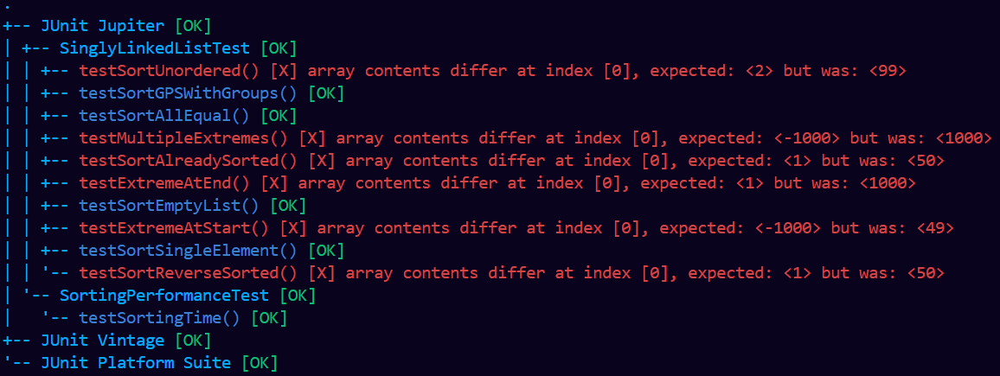 .
+-- JUnit Jupiter [OK]
| +-- SinglyLinkedListTest [OK]
| | +-- testSortUnordered() [X] array contents differ at index [0], expected: <2> but was: <99>
| | +-- testSortGPSWithGroups() [OK]
| | +-- testSortAllEqual() [OK]
| | +-- testMultipleExtremes() [X] array contents differ at index [0], expected: <-1000> but was: <1000>
| | +-- testSortAlreadySorted() [X] array contents differ at index [0], expected: <1> but was: <50>
| | +-- testExtremeAtEnd() [X] array contents differ at index [0], expected: <1> but was: <1000>
| | +-- testSortEmptyList() [OK]
| | +-- testExtremeAtStart() [X] array contents differ at index [0], expected: <-1000> but was: <49>
| | +-- testSortSingleElement() [OK]
| | '-- testSortReverseSorted() [X] array contents differ at index [0], expected: <1> but was: <50>
| '-- SortingPerformanceTest [OK]
|   '-- testSortingTime() [OK]
+-- JUnit Vintage [OK]
'-- JUnit Platform Suite [OK]